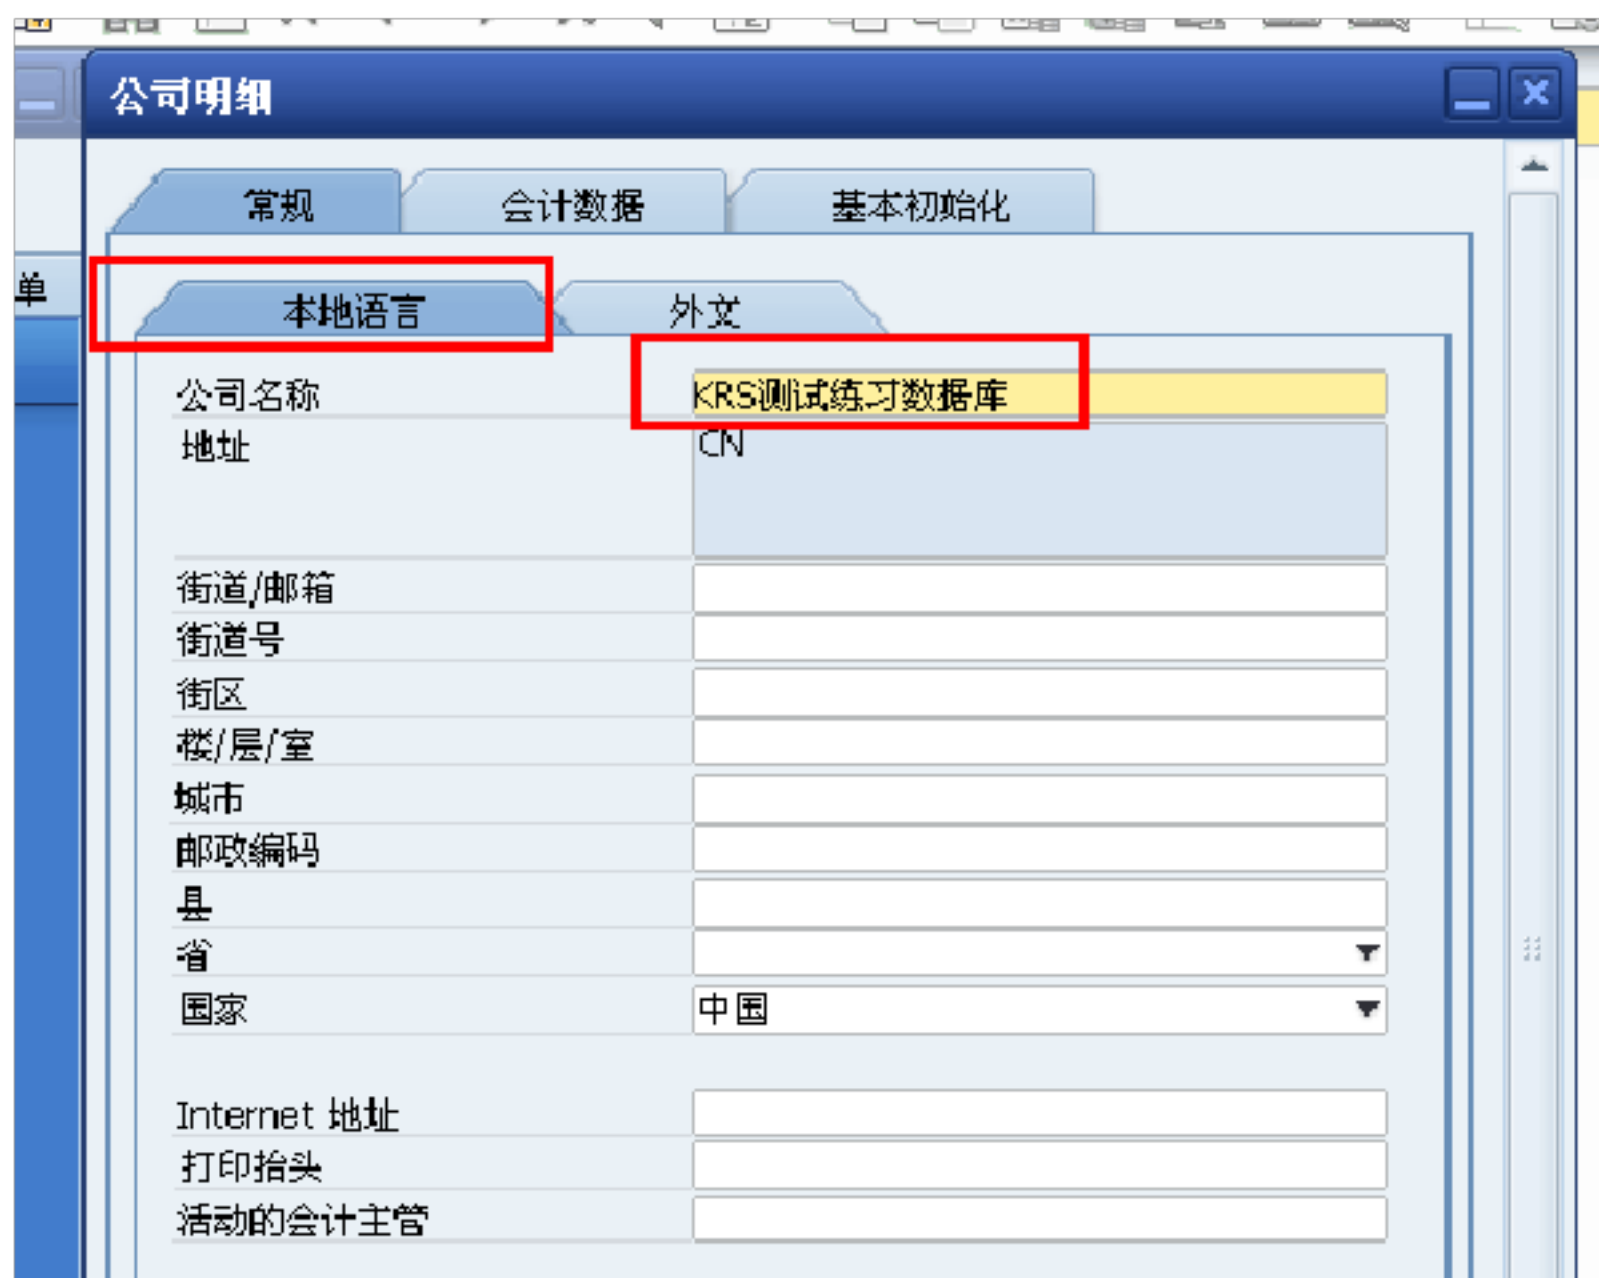 公司明细
常规 会计数据 基本初始化
单
本地语言 外文
公司名称 KRS测试练习数据库
地址 CN
街道/邮箱
街道号
街区
楼/层/室
城市
邮政编码
县
省
国家 中国
Internet 地址
打印抬头
活动的会计主管